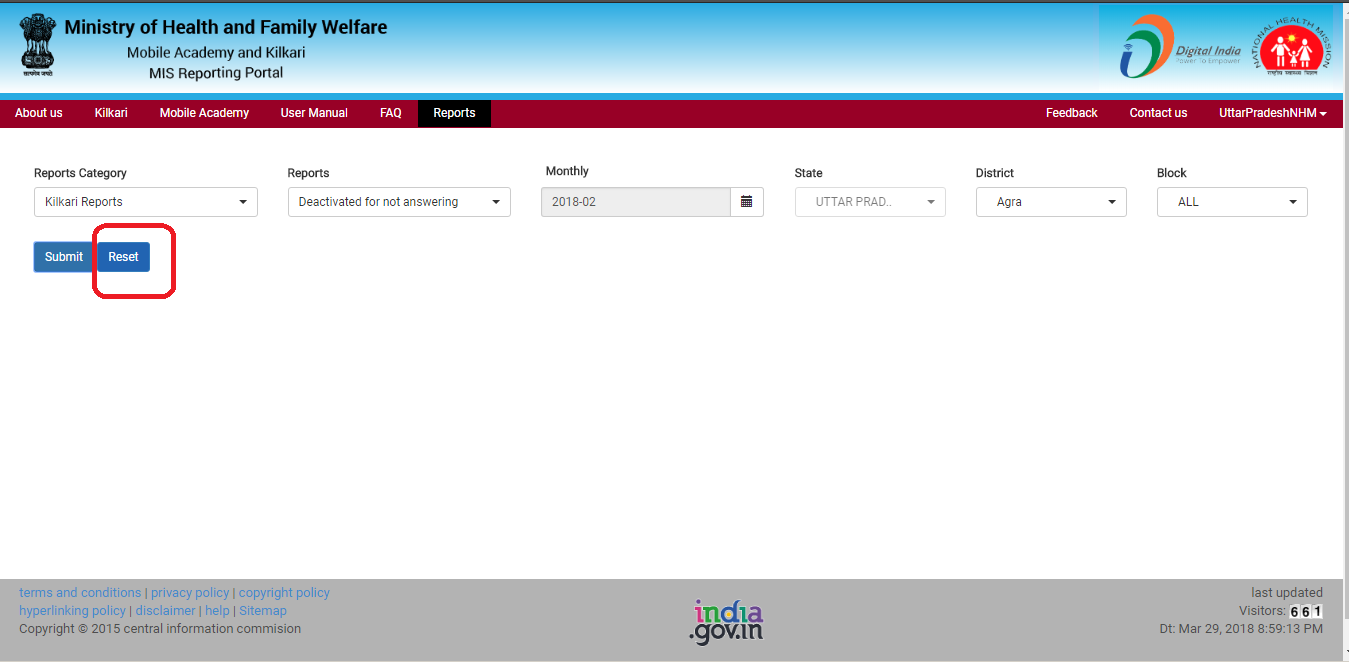 Ministry of Health and Family Welfare
Mobile Academy and Kilkari
MIS Reporting Portal
सत्यमेव जयते
Digital India
Power To Empower
NATIONAL HEALTH MISSION
राष्ट्रीय स्वास्थ्य मिशन
About us Kilkari Mobile Academy User Manual FAQ Reports Feedback Contact us UttarPradeshNHM
Reports Category Reports Monthly State District Block
Kilkari Reports Deactivated for not answering 2018-02 UTTAR PRAD.. Agra ALL
Submit Reset
terms and conditions | privacy policy | copyright policy
hyperlinking policy | disclaimer | help | Sitemap
Copyright © 2015 central information commision
india
.gov.in
last updated
Visitors: 661
Dt: Mar 29, 2018 8:59:13 PM